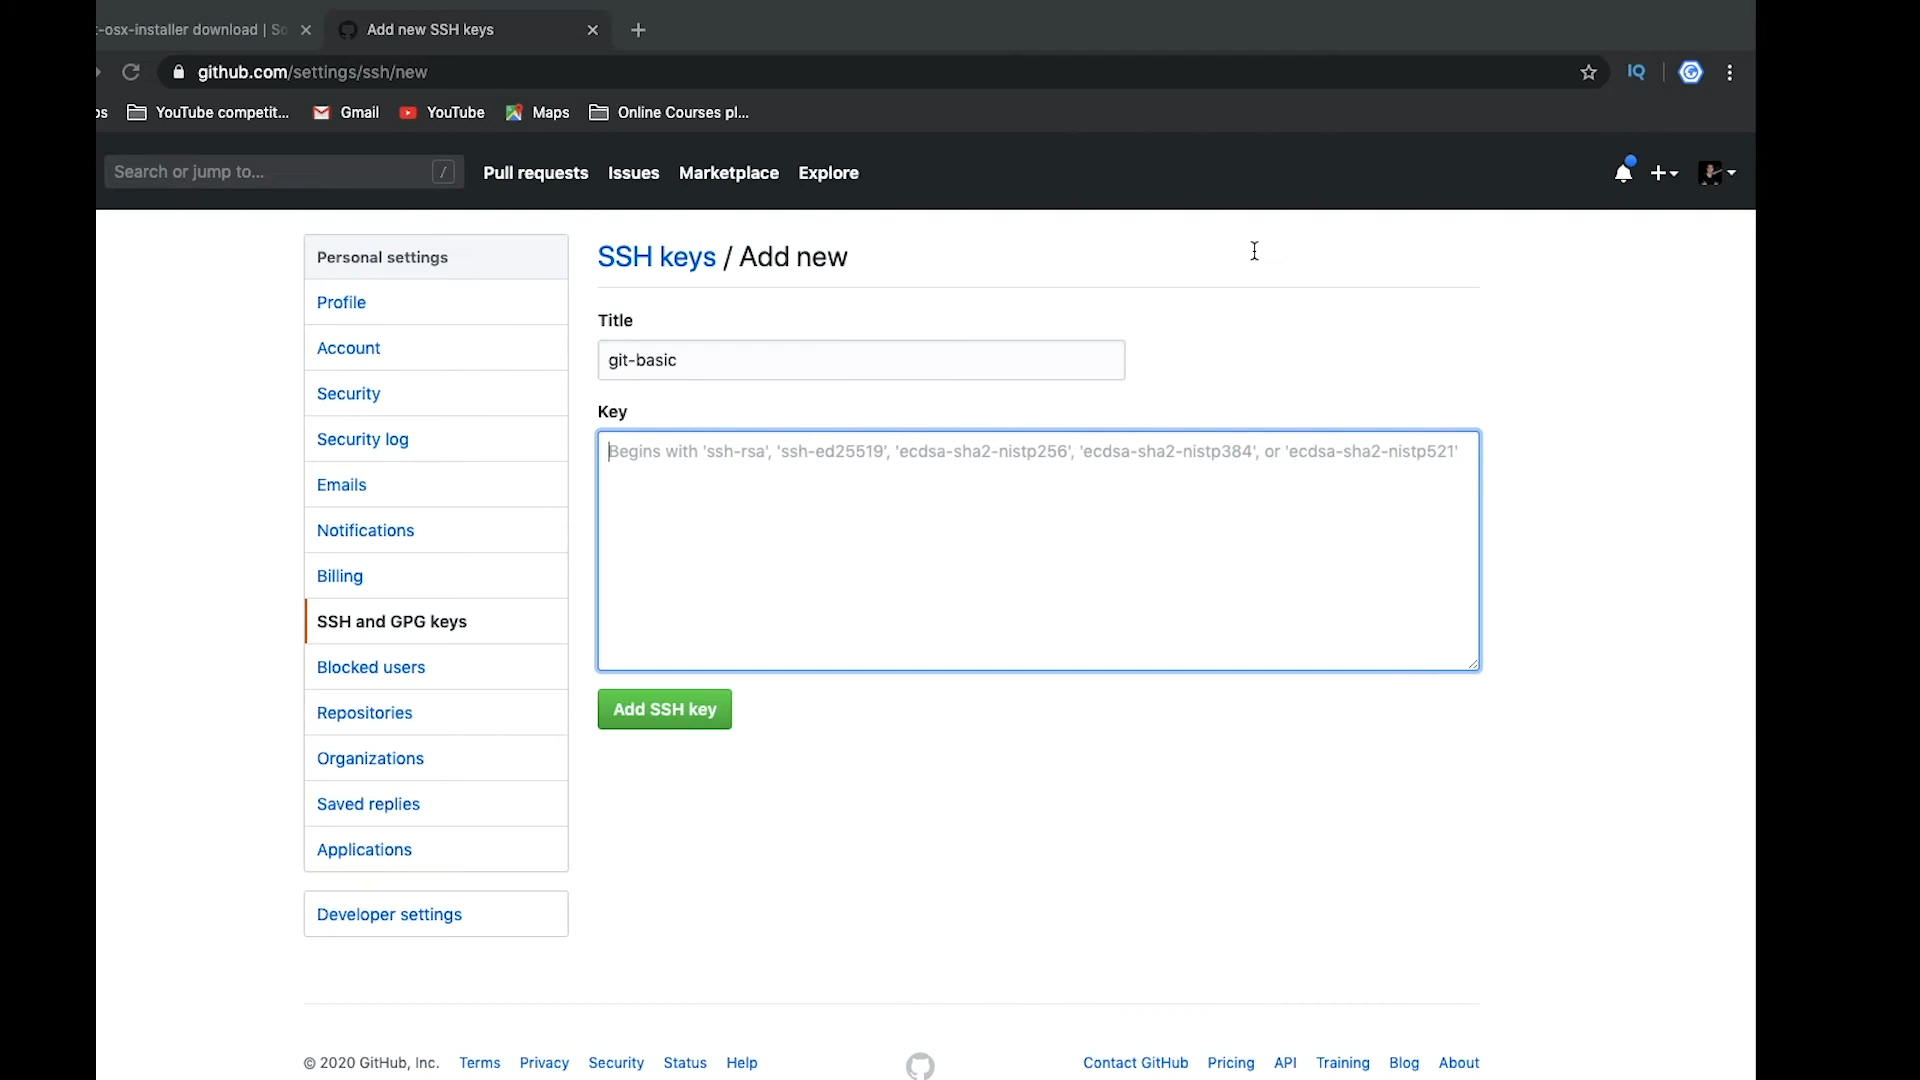 -osx-installer download | So
Add new SSH keys
github.com/settings/ssh/new
IQ
YouTube competit...
Gmail
YouTube
Maps
Online Courses pl...
Search or jump to...
/
Pull requests
Issues
Marketplace
Explore
Personal settings
Profile
Account
Security
Security log
Emails
Notifications
Billing
SSH and GPG keys
Blocked users
Repositories
Organizations
Saved replies
Applications
Developer settings
SSH keys / Add new
Title
git-basic
Key
Begins with 'ssh-rsa', 'ssh-ed25519', 'ecdsa-sha2-nistp256', 'ecdsa-sha2-nistp384', or 'ecdsa-sha2-nistp521'
Add SSH key
© 2020 GitHub, Inc.
Terms
Privacy
Security
Status
Help
Contact GitHub
Pricing
API
Training
Blog
About